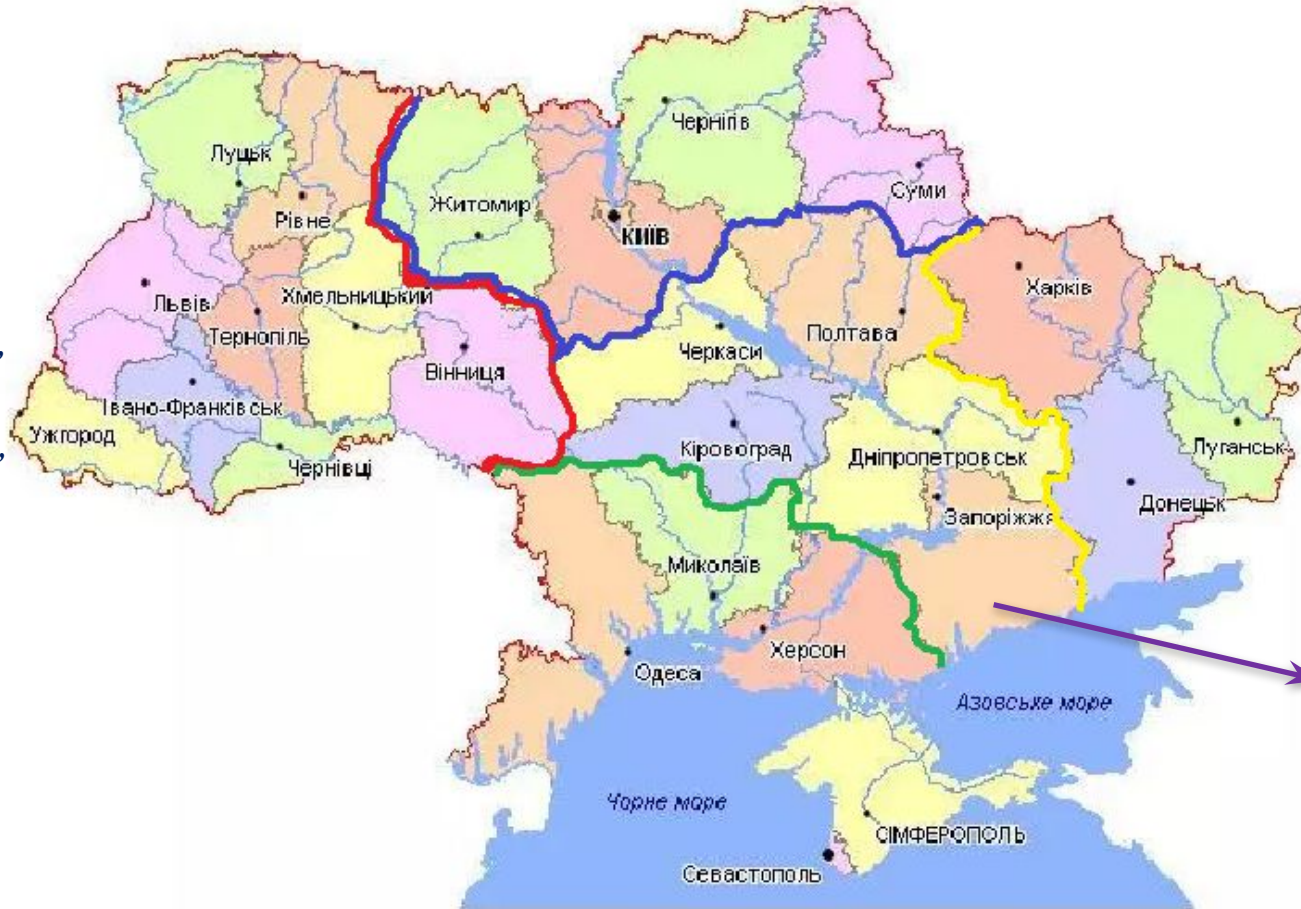 Чернігів
Луцьк
Суми
Житомир
Рівне
КИЇВ
Харків
Львів
Хмельницький
Тернопіль
Полтава
Черкаси
Вінниця
Івано-Франківськ
Ужгород
Кіровоград
Луганськ
Чернівці
Дніпропетровськ
Донецьк
Запоріжжя
Миколаїв
Херсон
Одеса
Азовське море
Чорне море
СІМФЕРОПОЛЬ
Севастополь